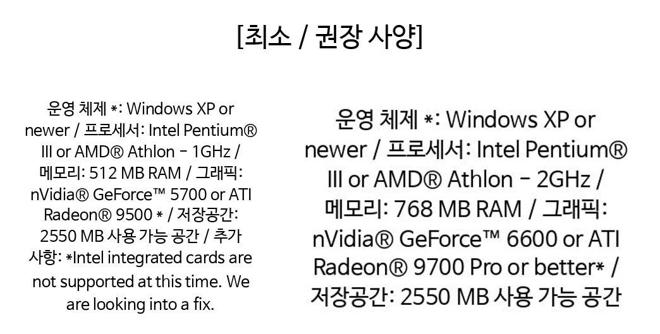 [최소 / 권장 사양]
운영 체제 *: Windows XP or
newer / 프로세서: Intel Pentium®
III or AMD® Athlon - 1GHz /
메모리: 512 MB RAM / 그래픽:
nVidia® GeForce™ 5700 or ATI
Radeon® 9500 * / 저장공간:
2550 MB 사용 가능 공간 / 추가
사항: *Intel integrated cards are
not supported at this time. We
are looking into a fix.
운영 체제 *: Windows XP or
newer / 프로세서: Intel Pentium®
III or AMD® Athlon - 2GHz /
메모리: 768 MB RAM / 그래픽:
nVidia® GeForce™ 6600 or ATI
Radeon® 9700 Pro or better* /
저장공간: 2550 MB 사용 가능 공간